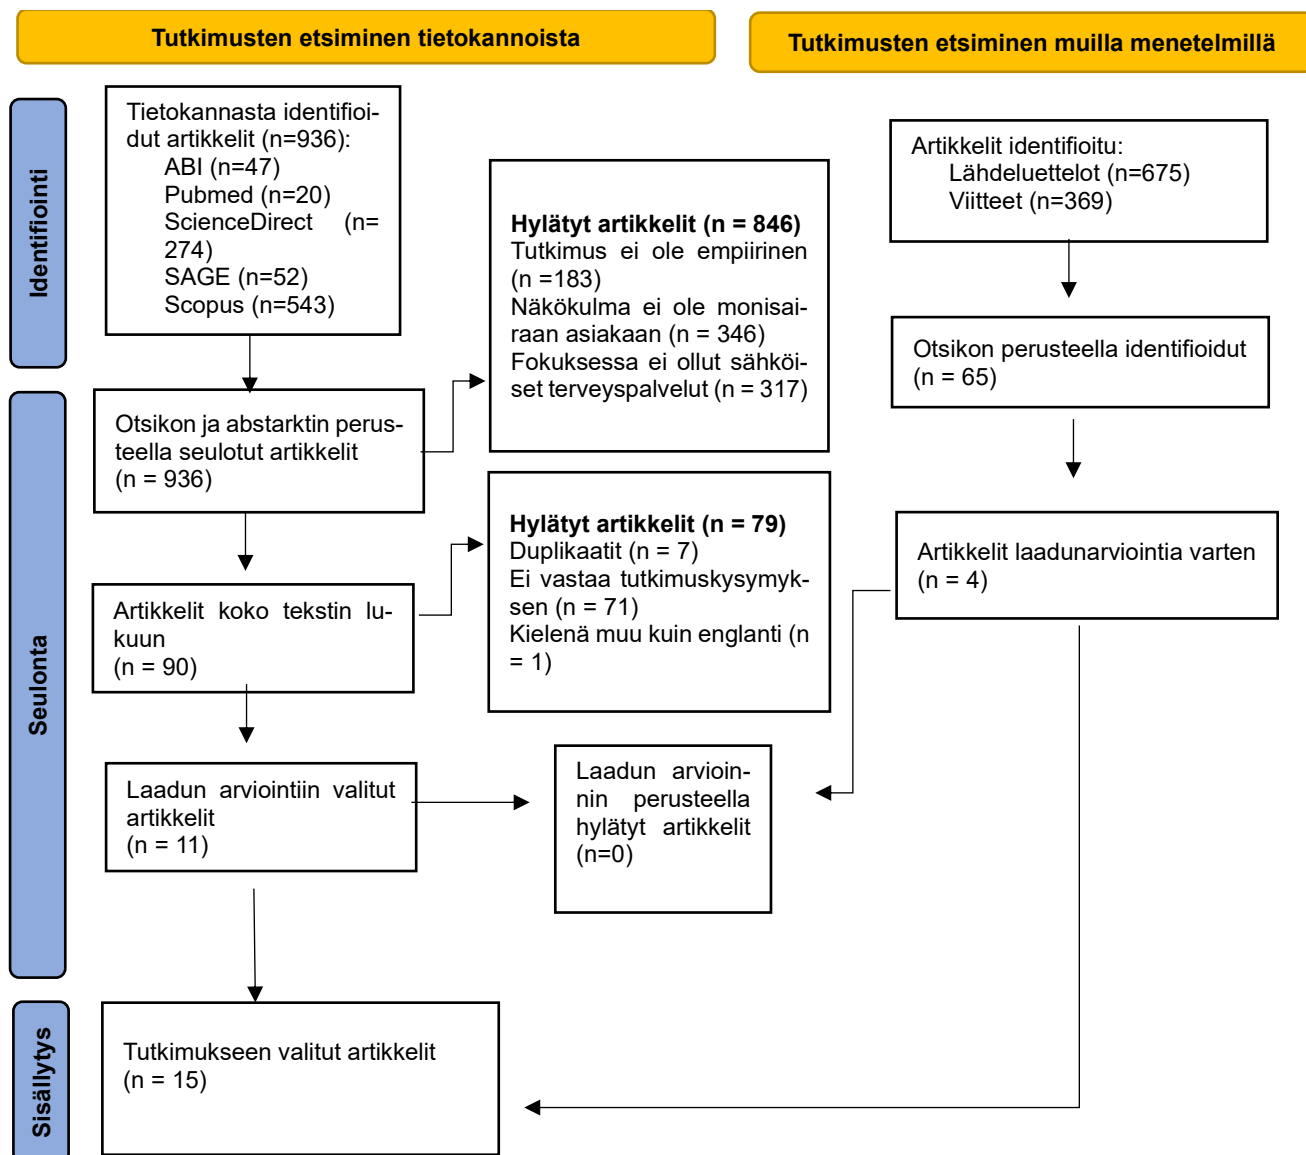 Tutkimusten etsiminen tietokannoista
Tutkimusten etsiminen muilla menetelmillä
Identifiointi
Tietokannasta identifioi-
dut artikkelit (n=936):
ABI (n=47)
Pubmed (n=20)
ScienceDirect (n=
274)
SAGE (n=52)
Scopus (n=543)
Hylätyt artikkelit (n = 846)
Tutkimus ei ole empiirinen
(n =183)
Näkökulma ei ole monisai-
raan asiakaan (n = 346)
Fokuksessa ei ollut sähköi-
set terveyspalvelut (n = 317)
Artikkelit identifioitu:
Lähdeluettelot (n=675)
Viitteet (n=369)
Otsikon perusteella identifioidut
(n = 65)
Seulonta
Otsikon ja abstarktin perus-
teella seulotut artikkelit
(n = 936)
Hylätyt artikkelit (n = 79)
Duplikaatit (n = 7)
Ei vastaa tutkimuskysymyk-
sen (n = 71)
Kielenä muu kuin englanti (n
= 1)
Artikkelit laadunarviointia varten
(n = 4)
Artikkelit koko tekstin lu-
kuun
(n = 90)
Laadun arviointiin valitut
artikkelit
(n = 11)
Laadun arvioin-
nin perusteella
hylätyt artikkelit
(n=0)
Sisällytys
Tutkimukseen valitut artikkelit
(n = 15)